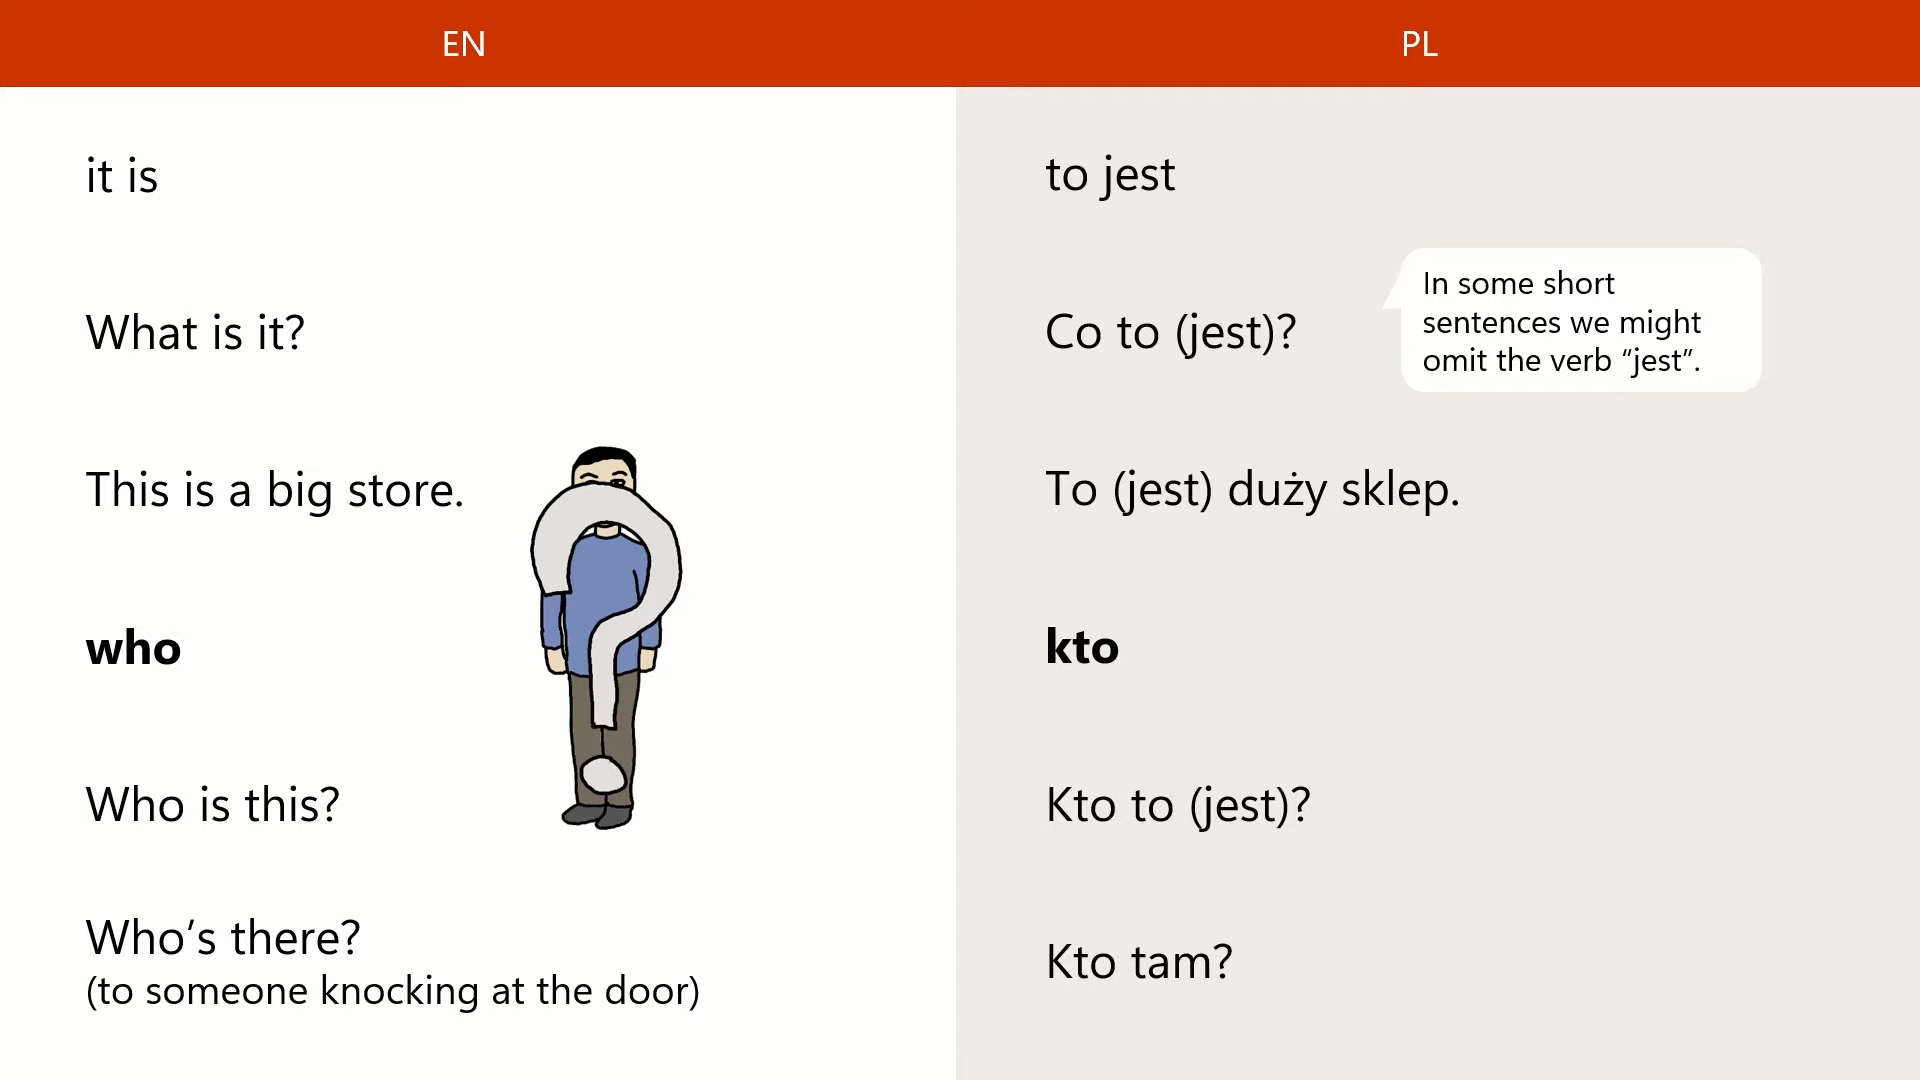 EN
PL
it is
to jest
What is it?
Co to (jest)?
In some short
sentences we might
omit the verb “jest”.
This is a big store.
To (jest) duży sklep.
who
kto
Who is this?
Kto to (jest)?
Who’s there?
(to someone knocking at the door)
Kto tam?